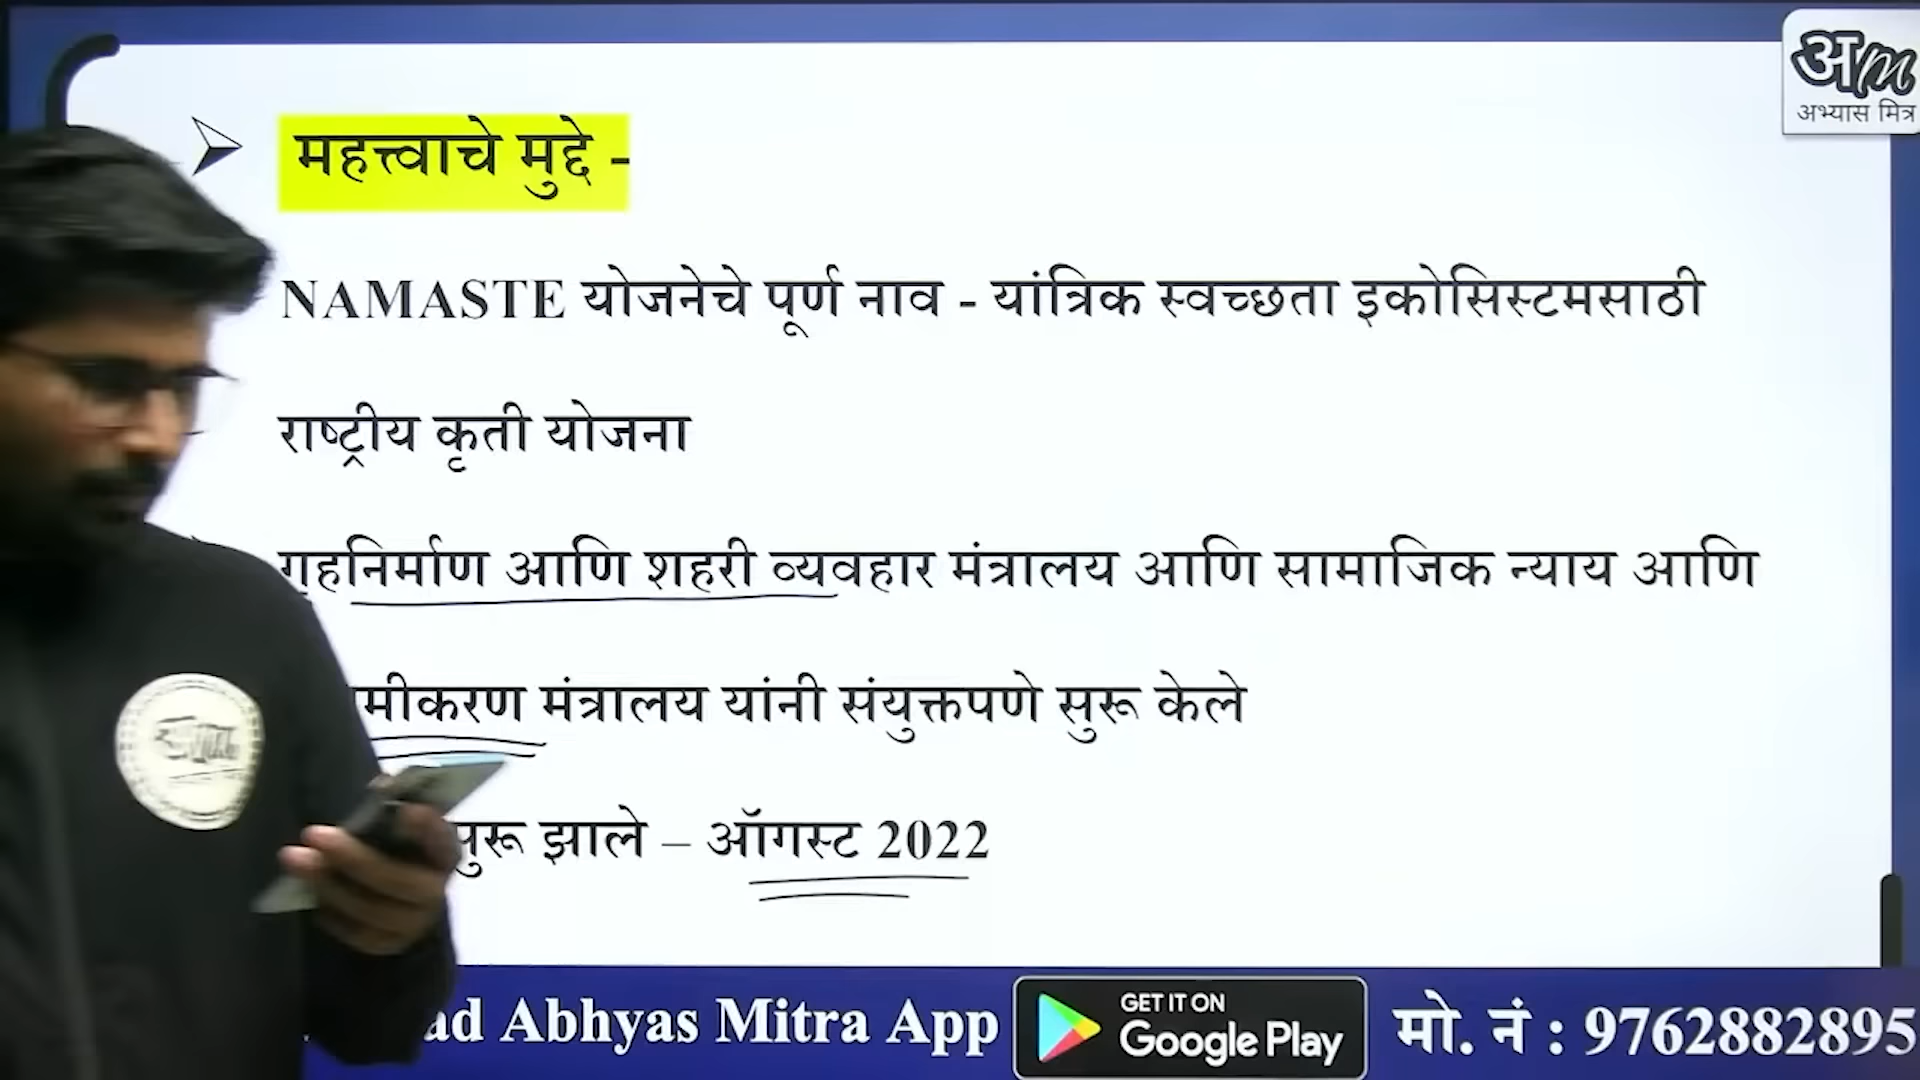 अm
अभ्यास मित्र
महत्त्वाचे मुद्दे -
NAMASTE योजनेचे पूर्ण नाव - यांत्रिक स्वच्छता इकोसिस्टमसाठी
राष्ट्रीय कृती योजना
गृहनिर्माण आणि शहरी व्यवहार मंत्रालय आणि सामाजिक न्याय आणि
मीकरण मंत्रालय यांनी संयुक्तपणे सुरू केले
सुरू झाले – ऑगस्ट 2022
ad Abhyas Mitra App
GET IT ON
Google Play
मो. नं : 9762882895